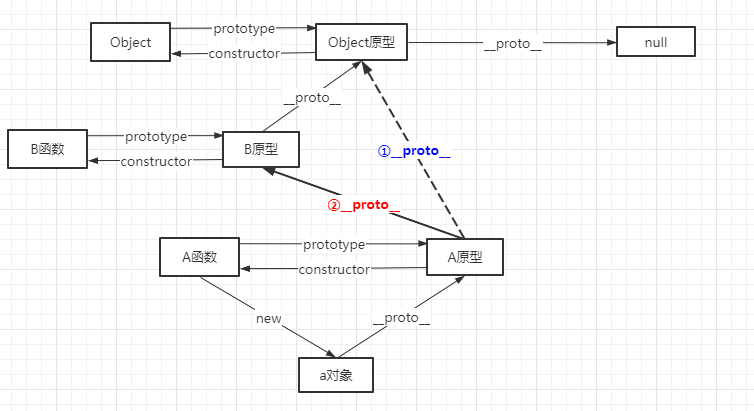 Object
prototype
constructor
Object原型
__proto__
null
__proto__
B函数
prototype
constructor
B原型
①__proto__
②__proto__
A函数
prototype
constructor
A原型
new
__proto__
a对象